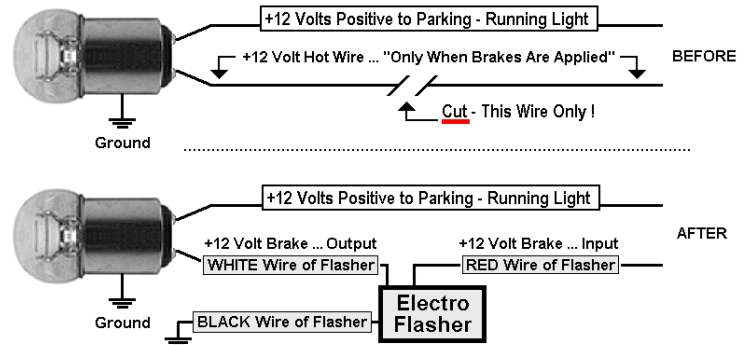 +12 Volts Positive to Parking - Running Light
+12 Volt Hot Wire ... "Only When Brakes Are Applied"
BEFORE
Cut - This Wire Only !
Ground
+12 Volts Positive to Parking - Running Light
AFTER
+12 Volt Brake ... Output
+12 Volt Brake ... Input
WHITE Wire of Flasher
RED Wire of Flasher
Electro
Flasher
Ground
BLACK Wire of Flasher